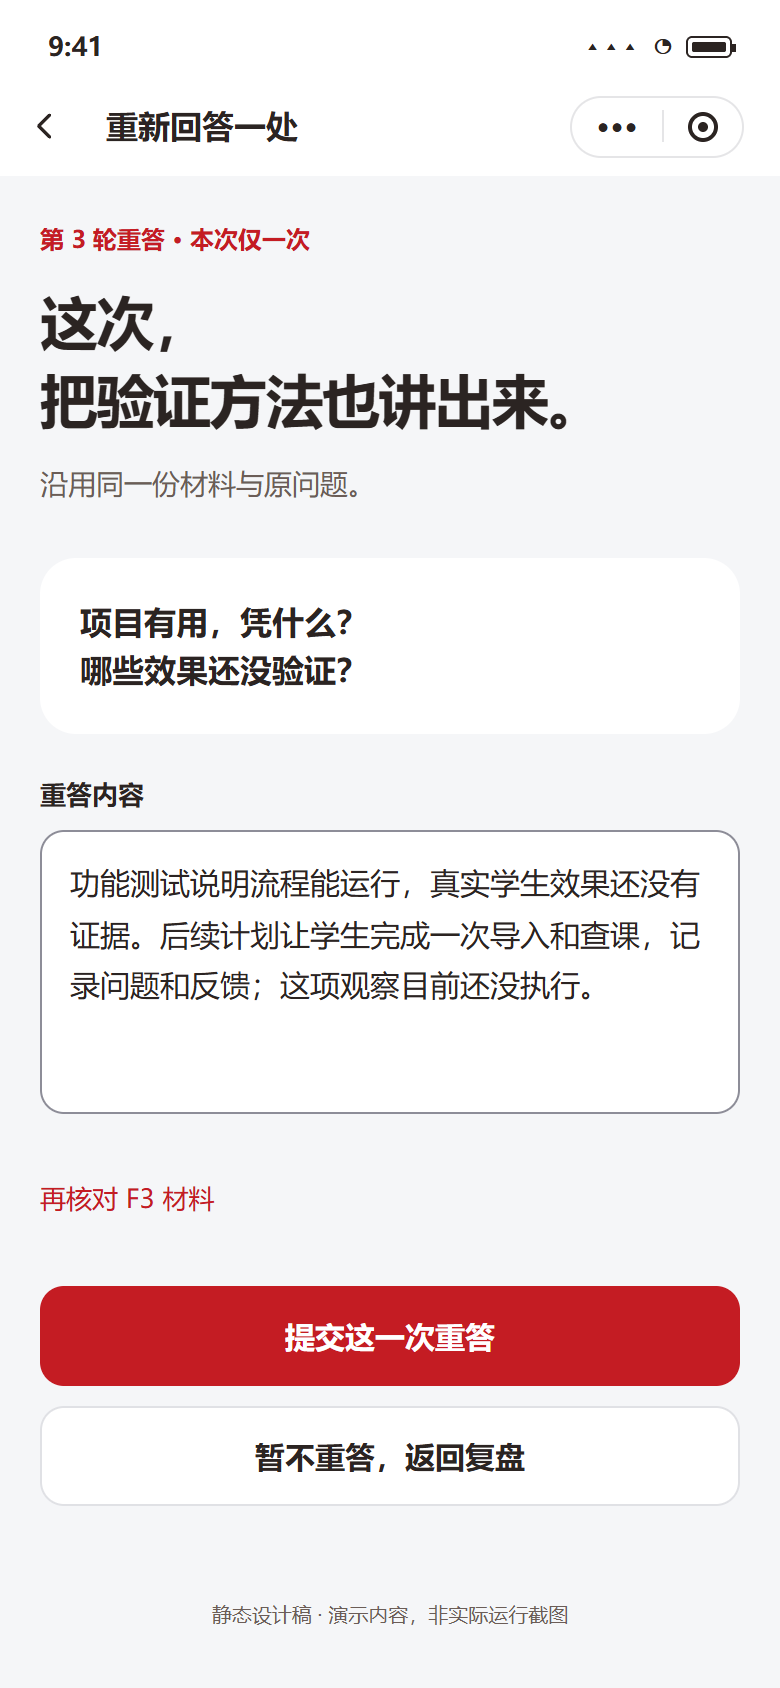 9:41
重新回答一处
第 3 轮重答 · 本次仅一次
这次，
把验证方法也讲出来。
沿用同一份材料与原问题。
项目有用，凭什么？
哪些效果还没验证？
重答内容
功能测试说明流程能运行，真实学生效果还没有
证据。后续计划让学生完成一次导入和查课，记
录问题和反馈；这项观察目前还没执行。
再核对 F3 材料
提交这一次重答
暂不重答，返回复盘
静态设计稿 · 演示内容，非实际运行截图